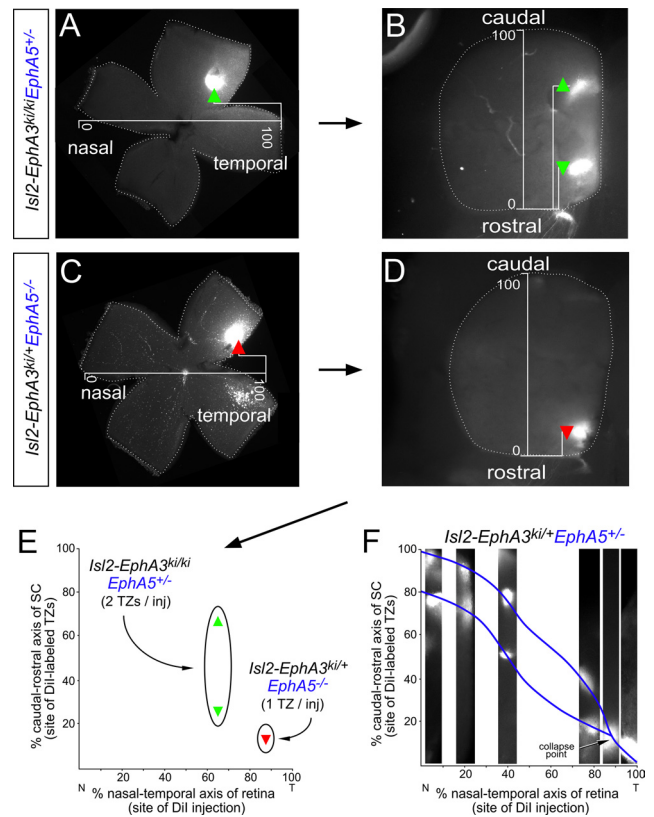 Isl2-EphA3ki/kiEphA5+/-
A
0
nasal
100
temporal
B
caudal
100
0
rostral
Isl2-EphA3ki/+EphA5-/-
C
0
nasal
100
temporal
D
caudal
100
0
rostral
E
% caudal-rostral axis of SC
(site of DiI-labeled TZs)
100
80
60
40
20
Isl2-EphA3ki/ki
EphA5+/-
(2 TZs / inj)
Isl2-EphA3ki/+
EphA5-/-
(1 TZ / inj)
N
20
40
60
80
100
T
% nasal-temporal axis of retina
(site of DiI injection)
F
Isl2-EphA3ki/+EphA5+/-
% caudal-rostral axis of SC
(site of DiI-labeled TZs)
100
80
60
40
20
collapse
point
N
20
40
60
80
100
T
% nasal-temporal axis of retina
(site of DiI injection)